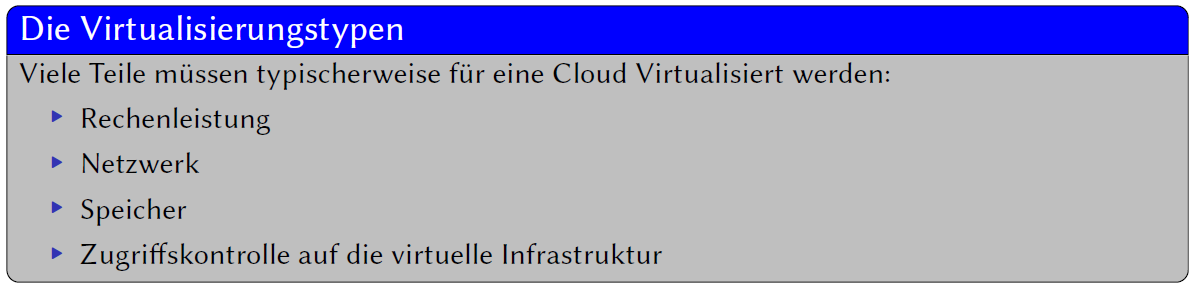 Die Virtualisierungstypen
Viele Teile müssen typischerweise für eine Cloud Virtualisiert werden:
Rechenleistung
Netzwerk
Speicher
Zugriffskontrolle auf die virtuelle Infrastruktur